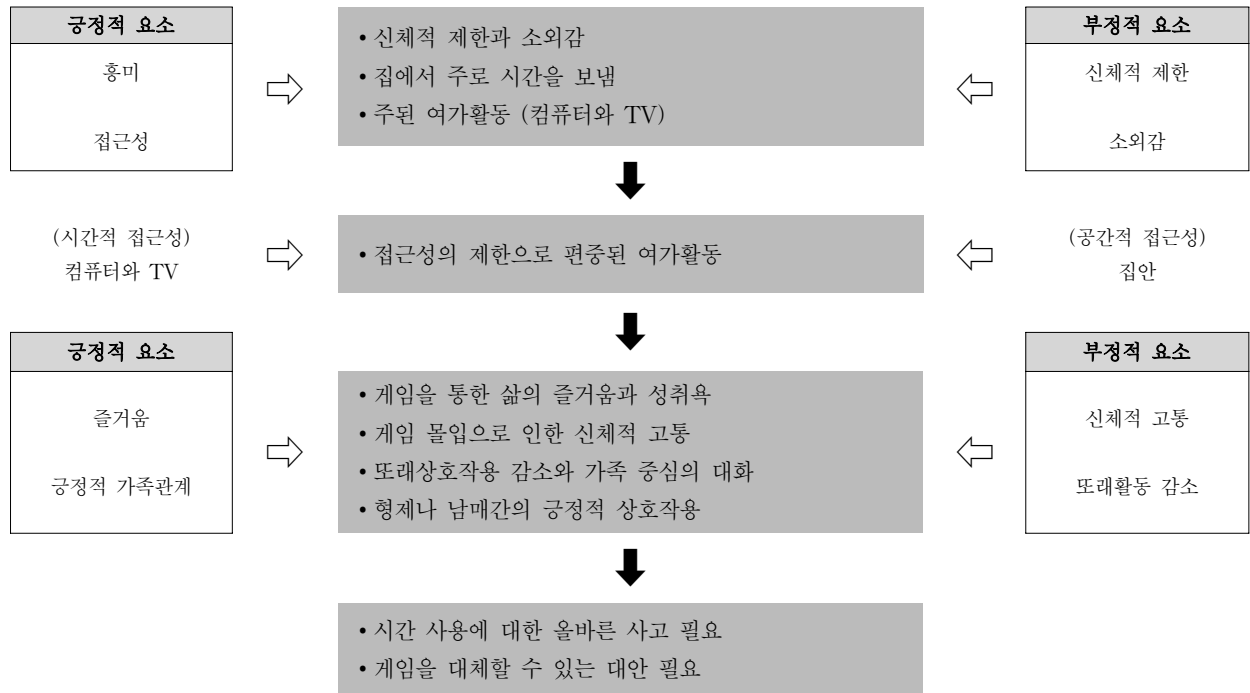 긍정적 요소
흥미
접근성
• 신체적 제한과 소외감
• 집에서 주로 시간을 보냄
• 주된 여가활동 (컴퓨터와 TV)
부정적 요소
신체적 제한
소외감
(시간적 접근성)
컴퓨터와 TV
• 접근성의 제한으로 편중된 여가활동
(공간적 접근성)
집안
긍정적 요소
즐거움
긍정적 가족관계
• 게임을 통한 삶의 즐거움과 성취욕
• 게임 몰입으로 인한 신체적 고통
• 또래상호작용 감소와 가족 중심의 대화
• 형제나 남매간의 긍정적 상호작용
부정적 요소
신체적 고통
또래활동 감소
• 시간 사용에 대한 올바른 사고 필요
• 게임을 대체할 수 있는 대안 필요